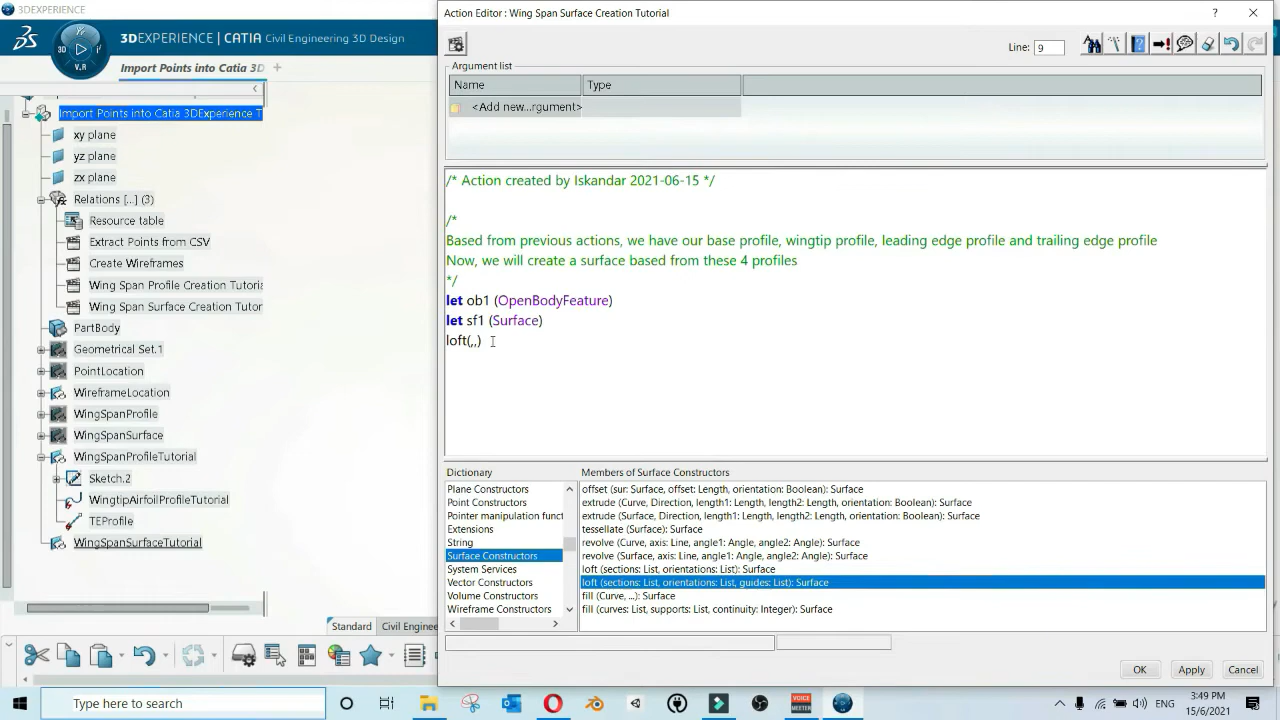 3DEXPERIENCE
3DEXPERIENCE | CATIA Civil Engineering 3D Design
3D
V.R
Import Points into Catia 3D
Import Points into Catia 3DExperience T
xy plane
yz plane
zx plane
Relations [..] (3)
Resource table
Extract Points from CSV
Create Wireframes
Wing Span Profile Creation Tutoria
Wing Span Surface Creation Tutor
PartBody
Geometrical Set.1
PointLocation
WireframeLocation
WingSpanProfile
WingSpanSurface
WingSpanProfileTutorial
Sketch.2
WingtipAirfoilProfileTutorial
TEProfile
WingSpanSurfaceTutorial
Standard Civil Enginee
Action Editor : Wing Span Surface Creation Tutorial
Line: 9
Argument list
Name Type
<Add new...rgument>
/* Action created by Iskandar 2021-06-15 */
/*
Based from previous actions, we have our base profile, wingtip profile, leading edge profile and trailing edge profile
Now, we will create a surface based from these 4 profiles
*/
let ob1 (OpenBodyFeature)
let sf1 (Surface)
loft(,,)
Dictionary
Plane Constructors
Point Constructors
Pointer manipulation funct
Extensions
String
Surface Constructors
System Services
Vector Constructors
Volume Constructors
Wireframe Constructors
Members of Surface Constructors
offset (sur: Surface, offset: Length, orientation: Boolean): Surface
extrude (Curve, Direction, length1: Length, length2: Length, orientation: Boolean): Surface
extrude (Surface, Direction, length1: Length, length2: Length, orientation: Boolean): Surface
tessellate (Surface): Surface
revolve (Curve, axis: Line, angle1: Angle, angle2: Angle): Surface
revolve (Surface, axis: Line, angle1: Angle, angle2: Angle): Surface
loft (sections: List, orientations: List): Surface
loft (sections: List, orientations: List, guides: List): Surface
fill (Curve, ...): Surface
fill (curves: List, supports: List, continuity: Integer): Surface
OK Apply Cancel
Type here to search
VOICE
MEETER
ENG
3:49 PM
15/6/2021